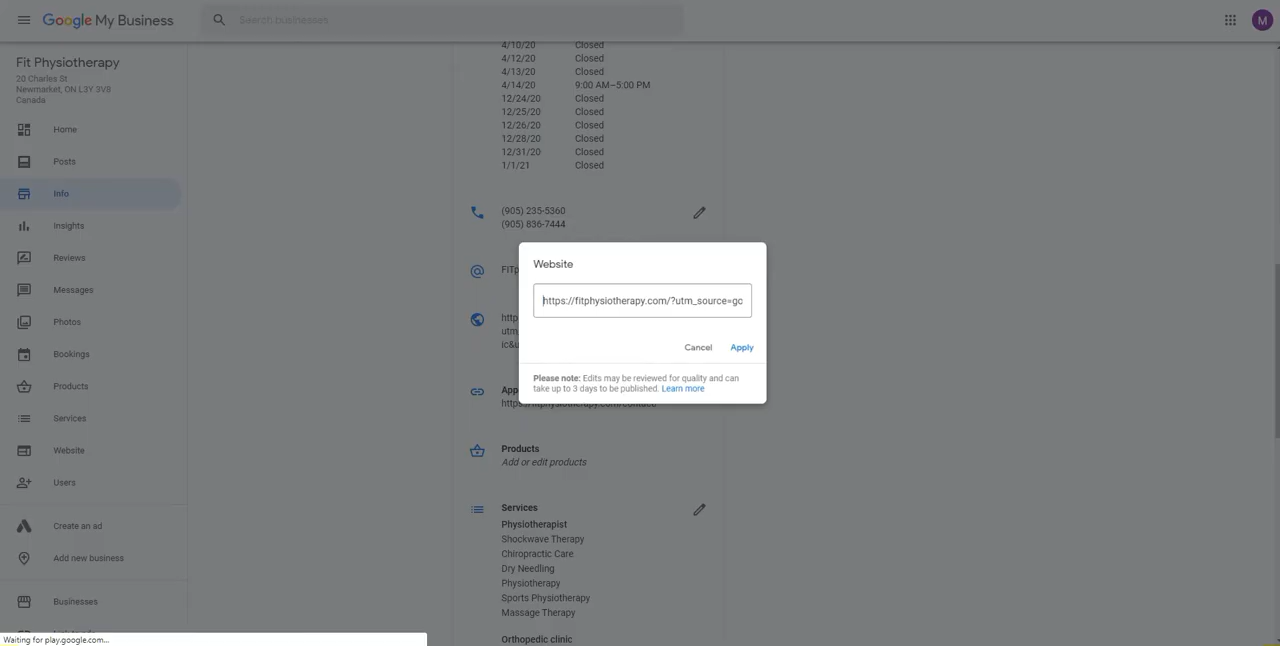 Google My Business
Search businesses
M
Fit Physiotherapy
20 Charles St
Newmarket, ON L3Y 3V8
Canada
Home
Posts
Info
Insights
Reviews
Messages
Photos
Bookings
Products
Services
Website
Users
Create an ad
Add new business
Businesses
4/10/20 Closed
4/12/20 Closed
4/13/20 Closed
4/14/20 9:00 AM–5:00 PM
12/24/20 Closed
12/25/20 Closed
12/26/20 Closed
12/28/20 Closed
12/31/20 Closed
1/1/21 Closed
(905) 235-5360
(905) 836-7444
Website
https://fitphysiotherapy.com/?utm_source=go
Cancel Apply
Please note: Edits may be reviewed for quality and can
take up to 3 days to be published. Learn more
https://fitphysiotherapy.com/contact/
Products
Add or edit products
Services
Physiotherapist
Shockwave Therapy
Chiropractic Care
Dry Needling
Physiotherapy
Sports Physiotherapy
Massage Therapy
Orthopedic clinic
Waiting for play.google.com...